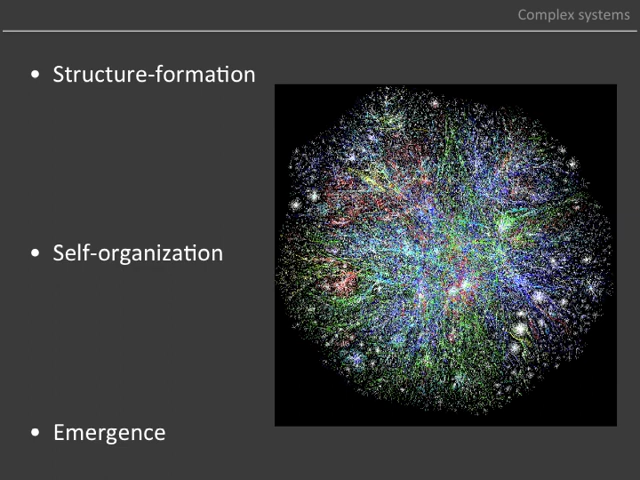 Complex systems
• Structure-formation
• Self-organization
• Emergence